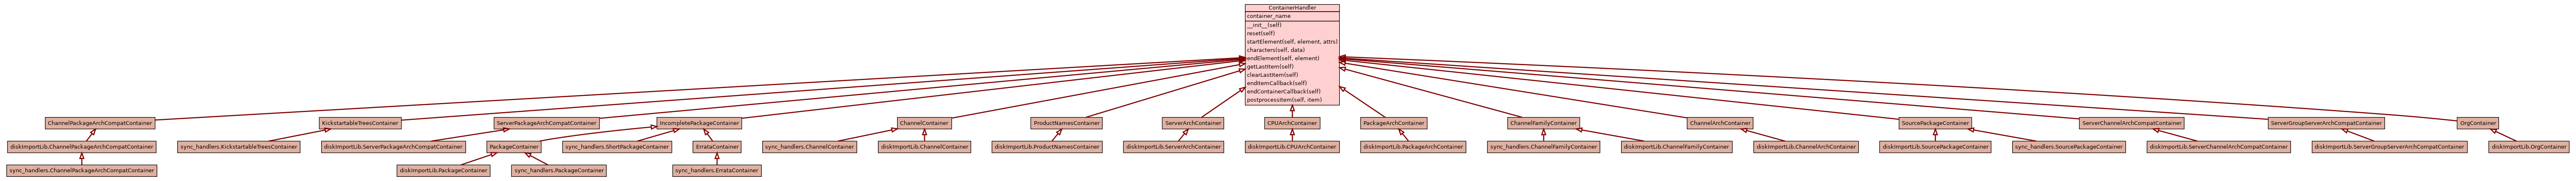 ContainerHandler
container_name
__init__(self)
reset(self)
startElement(self, element, attrs)
characters(self, data)
endElement(self, element)
getLastItem(self)
clearLastItem(self)
endItemCallback(self)
endContainerCallback(self)
postprocessItem(self, item)
ChannelPackageArchCompatContainer
KickstartableTreesContainer
ServerPackageArchCompatContainer
IncompletePackageContainer
ChannelContainer
ProductNamesContainer
ServerArchContainer
CPUArchContainer
PackageArchContainer
ChannelFamilyContainer
ChannelArchContainer
SourcePackageContainer
ServerChannelArchCompatContainer
ServerGroupServerArchCompatContainer
OrgContainer
diskImportLib.ChannelPackageArchCompatContainer
sync_handlers.KickstartableTreesContainer
diskImportLib.ServerPackageArchCompatContainer
PackageContainer
sync_handlers.ShortPackageContainer
ErrataContainer
sync_handlers.ChannelContainer
diskImportLib.ChannelContainer
diskImportLib.ProductNamesContainer
diskImportLib.ServerArchContainer
diskImportLib.CPUArchContainer
diskImportLib.PackageArchContainer
sync_handlers.ChannelFamilyContainer
diskImportLib.ChannelFamilyContainer
diskImportLib.ChannelArchContainer
diskImportLib.SourcePackageContainer
sync_handlers.SourcePackageContainer
diskImportLib.ServerChannelArchCompatContainer
diskImportLib.ServerGroupServerArchCompatContainer
diskImportLib.OrgContainer
sync_handlers.ChannelPackageArchCompatContainer
diskImportLib.PackageContainer
sync_handlers.PackageContainer
sync_handlers.ErrataContainer